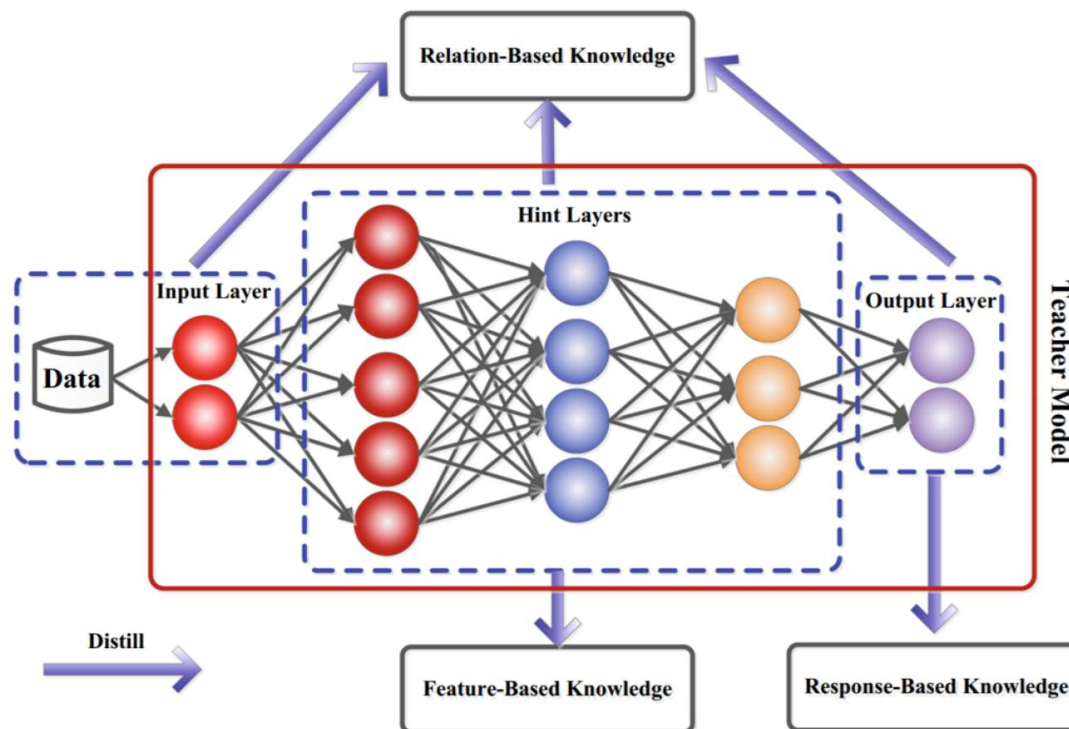 Relation-Based Knowledge
Hint Layers
Input Layer
Output Layer
Data
Teacher Model
Distill
Feature-Based Knowledge
Response-Based Knowledge